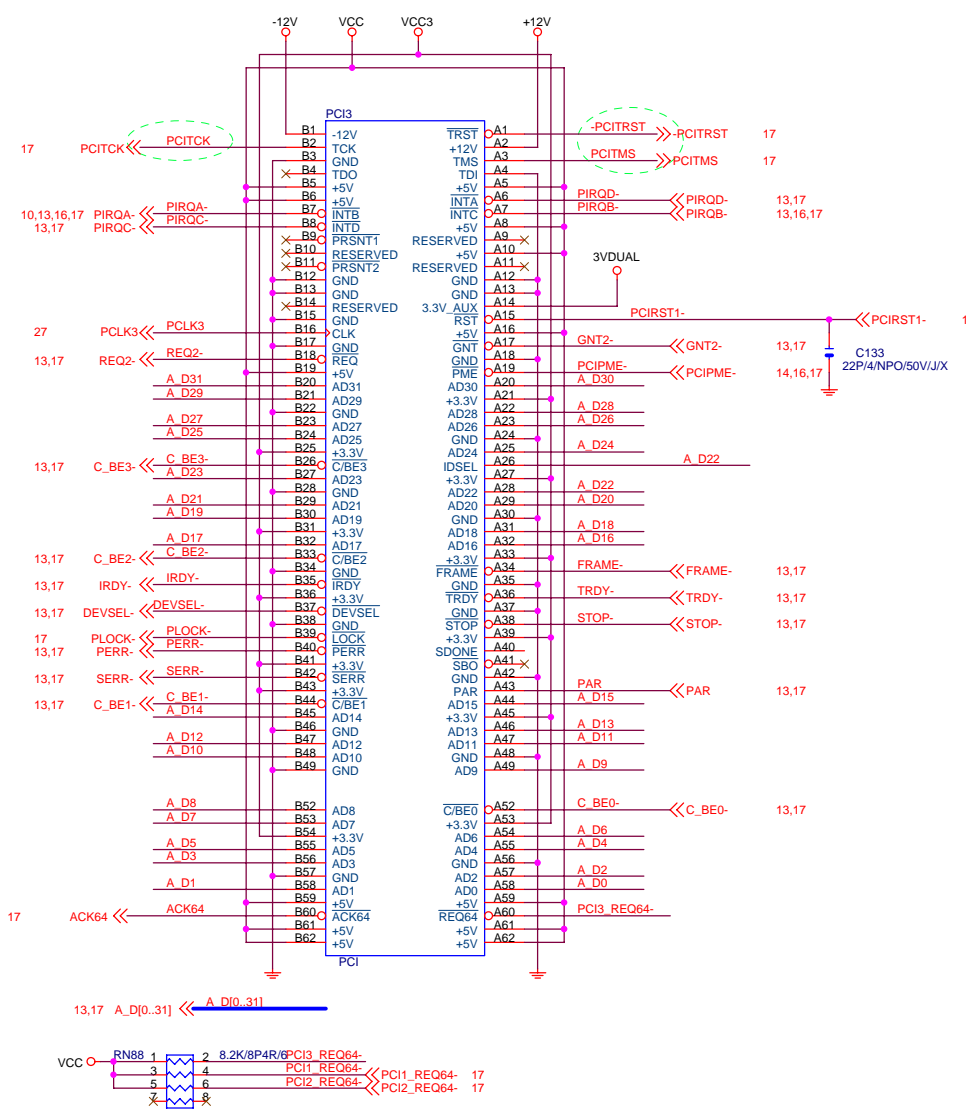 -12V VCC VCC3 +12V
PCI3
B1 -12V TRST A1 -PCITRST -PCITRST 17
17 PCITCK PCITCK B2 TCK +12V A2
B3 GND TMS A3 PCITMS PCITMS 17
B4 TDO TDI A4
B5 +5V +5V A5
B6 +5V INTA A6 PIRQD- PIRQD- 13,17
10,13,16,17 PIRQA- PIRQA- B7 INTB INTC A7 PIRQB- PIRQB- 13,16,17
13,17 PIRQC- PIRQC- B8 INTD +5V A8
B9 PRSNT1 RESERVED A9
B10 RESERVED +5V A10
B11 PRSNT2 RESERVED A11 3VDUAL
B12 GND GND A12
B13 GND GND A13
B14 RESERVED 3.3V_AUX A14
B15 GND RST A15 PCIRST1- PCIRST1- 1
27 PCLK3 PCLK3 B16 CLK +5V A16
B17 GND GNT A17 GNT2- GNT2- 13,17
13,17 REQ2- REQ2- B18 REQ GND A18 C133
B19 +5V PME A19 PCIPME- PCIPME- 14,16,17 22P/4/NPO/50V/J/X
A_D31 B20 AD31 AD30 A20 A_D30
A_D29 B21 AD29 +3.3V A21
B22 GND AD28 A22 A_D28
A_D27 B23 AD27 AD26 A23 A_D26
A_D25 B24 AD25 GND A24
B25 +3.3V AD24 A25 A_D24
13,17 C_BE3- C_BE3- B26 C/BE3 IDSEL A26 A_D22
A_D23 B27 AD23 +3.3V A27
B28 GND AD22 A28 A_D22
A_D21 B29 AD21 AD20 A29 A_D20
A_D19 B30 AD19 GND A30
B31 +3.3V AD18 A31 A_D18
A_D17 B32 AD17 AD16 A32 A_D16
13,17 C_BE2- C_BE2- B33 C/BE2 +3.3V A33
B34 GND FRAME A34 FRAME- FRAME- 13,17
13,17 IRDY- IRDY- B35 IRDY GND A35
B36 +3.3V TRDY A36 TRDY- TRDY- 13,17
13,17 DEVSEL- DEVSEL- B37 DEVSEL GND A37
B38 GND STOP A38 STOP- STOP- 13,17
17 PLOCK- PLOCK- B39 LOCK +3.3V A39
13,17 PERR- PERR- B40 PERR SDONE A40
B41 +3.3V SBO A41
13,17 SERR- SERR- B42 SERR GND A42
B43 +3.3V PAR A43 PAR PAR 13,17
13,17 C_BE1- C_BE1- B44 C/BE1 AD15 A44 A_D15
A_D14 B45 AD14 +3.3V A45
B46 GND AD13 A46 A_D13
A_D12 B47 AD12 AD11 A47 A_D11
A_D10 B48 AD10 GND A48
B49 GND AD9 A49 A_D9
A_D8 B52 AD8 C/BE0 A52 C_BE0- C_BE0- 13,17
A_D7 B53 AD7 +3.3V A53
B54 +3.3V AD6 A54 A_D6
A_D5 B55 AD5 AD4 A55 A_D4
A_D3 B56 AD3 GND A56
B57 GND AD2 A57 A_D2
A_D1 B58 AD1 AD0 A58 A_D0
B59 +5V +5V A59
17 ACK64 ACK64 B60 ACK64 REQ64 A60 PCI3_REQ64-
B61 +5V +5V A61
B62 +5V +5V A62
PCI
13,17 A_D[0..31] A_D[0..31]
VCC RN88 1 2 8.2K/8P4R/6 PCI3_REQ64-
3 4 PCI1_REQ64- PCI1_REQ64- 17
5 6 PCI2_REQ64- PCI2_REQ64- 17
7 8